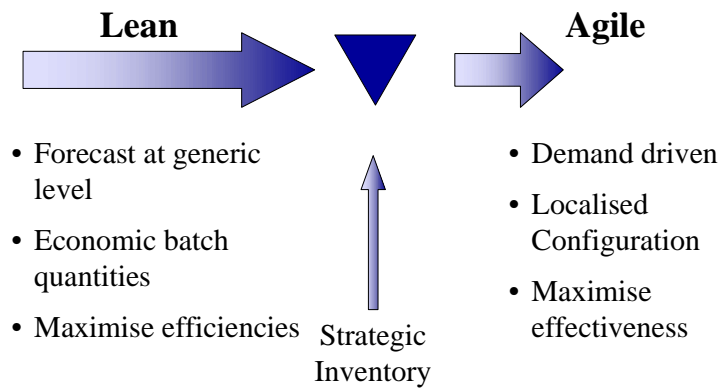 Lean
Agile
• Forecast at generic
level
• Economic batch
quantities
• Maximise efficiencies
Strategic
Inventory
• Demand driven
• Localised
Configuration
• Maximise
effectiveness